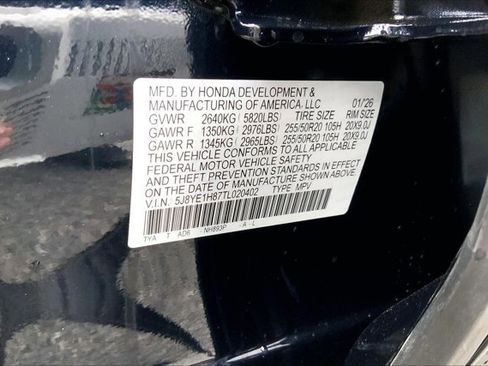 MFD. BY HONDA DEVELOPMENT &
MANUFACTURING OF AMERICA, LLC 01/26
GVWR 2640KG (5820LBS) TIRE SIZE RIM SIZE
GAWR F 1350KG (2976LBS) 255/50R20 105H 20X9.0J
GAWR R 1345KG (2965LBS) 255/50R20 105H 20X9.0J
THIS VEHICLE CONFORMS TO ALL APPLICABLE
FEDERAL MOTOR VEHICLE SAFETY
AND THEFT PREVENTION STANDARDS IN EFFECT
ON THE DATE OF MANUFACTURE SHOWN ABOVE.
V.I.N. 5J8YE1H87TL020402 TYPE MPV
TYA T AD6 -NH893P -A-L